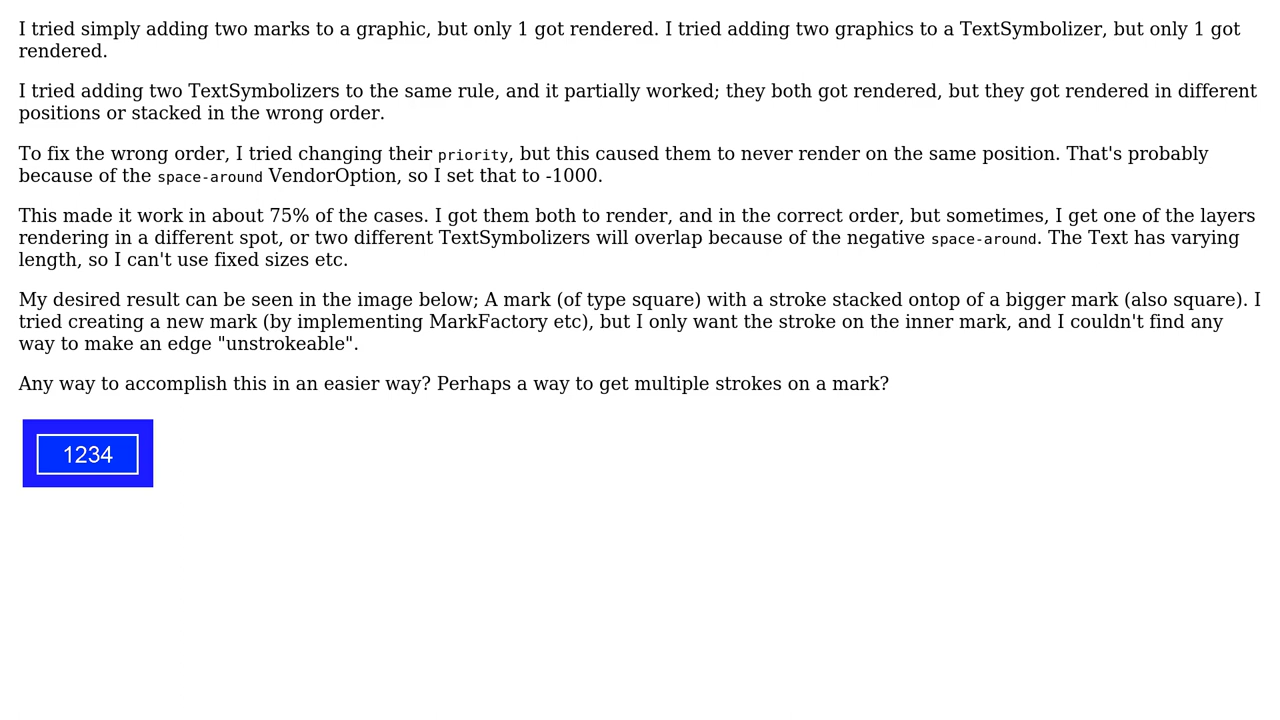 I tried simply adding two marks to a graphic, but only 1 got rendered. I tried adding two graphics to a TextSymbolizer, but only 1 got
rendered.
I tried adding two TextSymbolizers to the same rule, and it partially worked; they both got rendered, but they got rendered in different
positions or stacked in the wrong order.
To fix the wrong order, I tried changing their priority, but this caused them to never render on the same position. That's probably
because of the space-around VendorOption, so I set that to -1000.
This made it work in about 75% of the cases. I got them both to render, and in the correct order, but sometimes, I get one of the layers
rendering in a different spot, or two different TextSymbolizers will overlap because of the negative space-around. The Text has varying
length, so I can't use fixed sizes etc.
My desired result can be seen in the image below; A mark (of type square) with a stroke stacked ontop of a bigger mark (also square). I
tried creating a new mark (by implementing MarkFactory etc), but I only want the stroke on the inner mark, and I couldn't find any
way to make an edge "unstrokeable".
Any way to accomplish this in an easier way? Perhaps a way to get multiple strokes on a mark?
1234